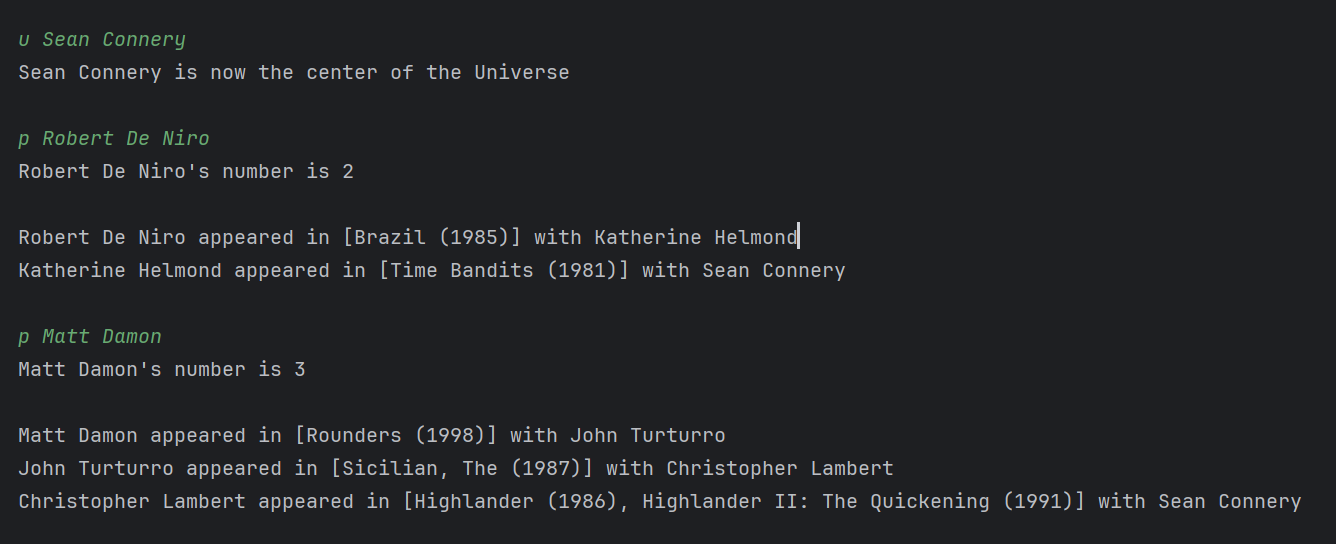 u Sean Connery
Sean Connery is now the center of the Universe
p Robert De Niro
Robert De Niro's number is 2
Robert De Niro appeared in [Brazil (1985)] with Katherine Helmond
Katherine Helmond appeared in [Time Bandits (1981)] with Sean Connery
p Matt Damon
Matt Damon's number is 3
Matt Damon appeared in [Rounders (1998)] with John Turturro
John Turturro appeared in [Sicilian, The (1987)] with Christopher Lambert
Christopher Lambert appeared in [Highlander (1986), Highlander II: The Quickening (1991)] with Sean Connery